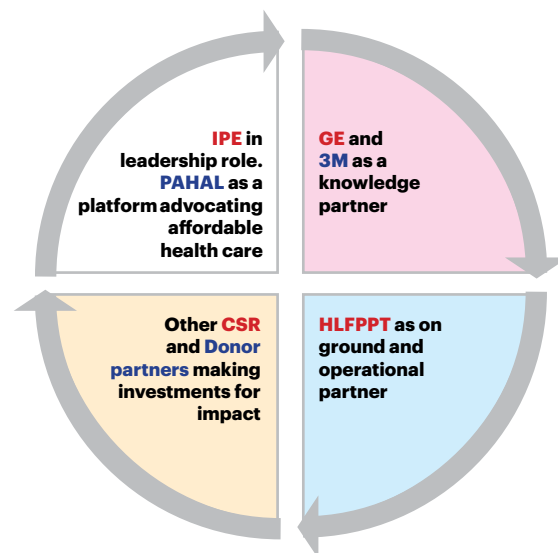 IPE in
leadership role.
PAHAL as a
platform advocating
affordable
health care
GE and
3M as a
knowledge
partner
Other CSR
and Donor
partners making
investments for
impact
HLFPPT as on
ground and
operational
partner